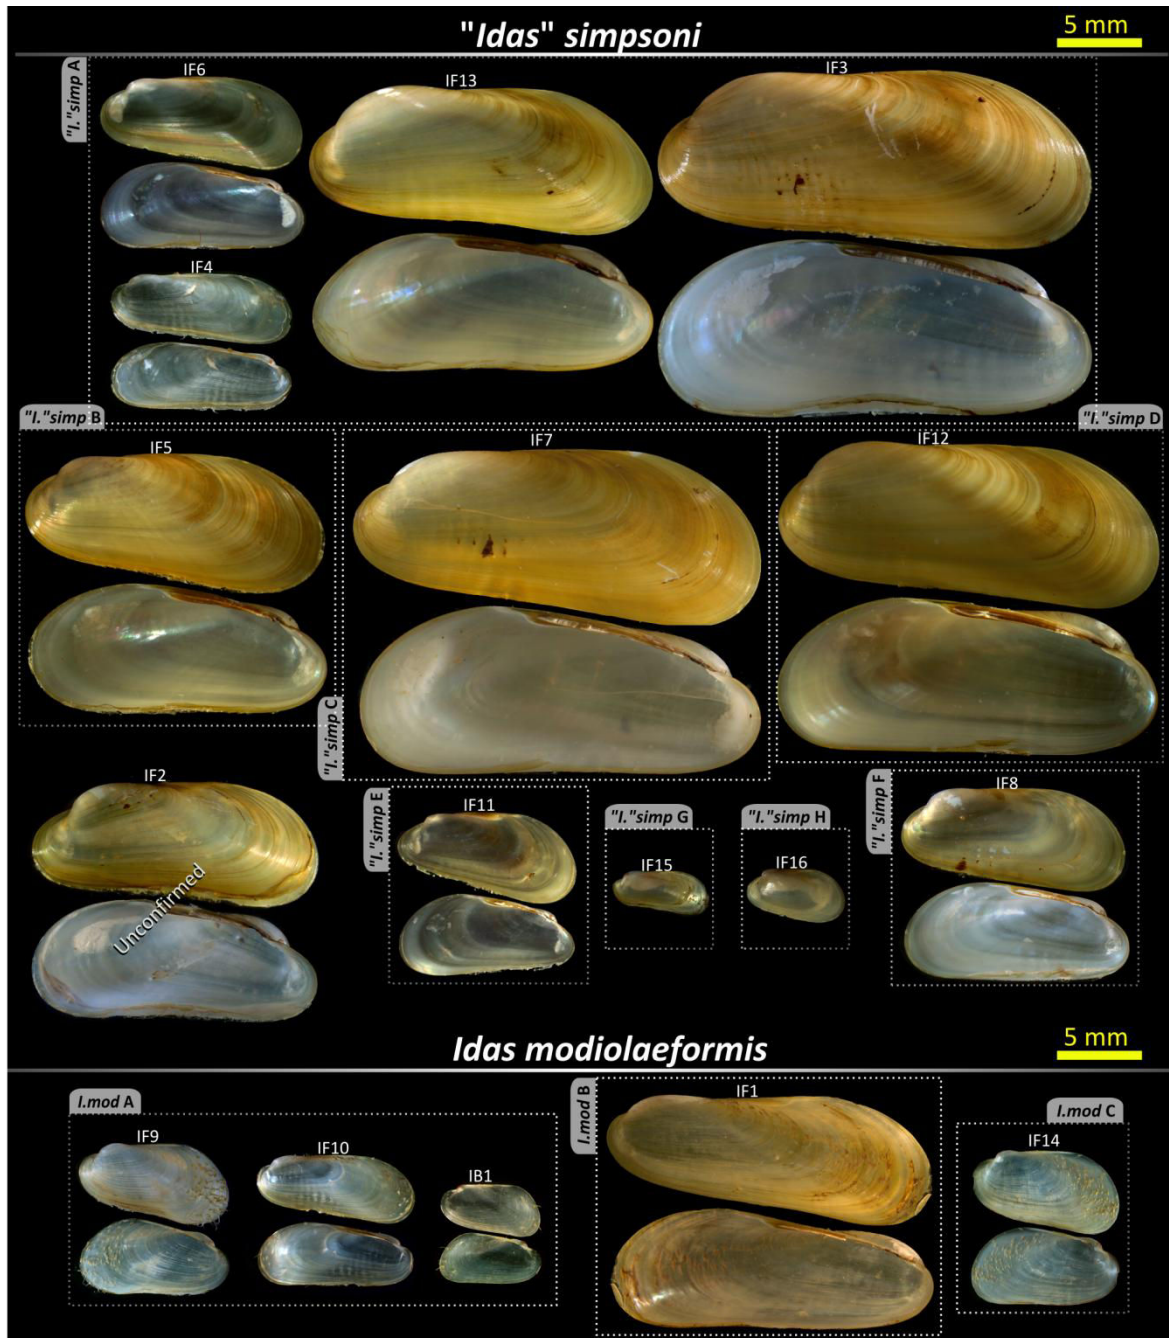 "Idas" simpsoni
5 mm
"I."simp A
IF6
IF13
IF3
IF4
"I."simp B
"I."simp D
IF5
IF7
IF12
"I."simp C
IF2
Unconfirmed
"I."simp E
IF11
"I."simp G
IF15
"I."simp H
IF16
"I."simp F
IF8
Idas modiolaeformis
5 mm
I.mod A
IF9
IF10
IB1
I.mod B
IF1
I.mod C
IF14